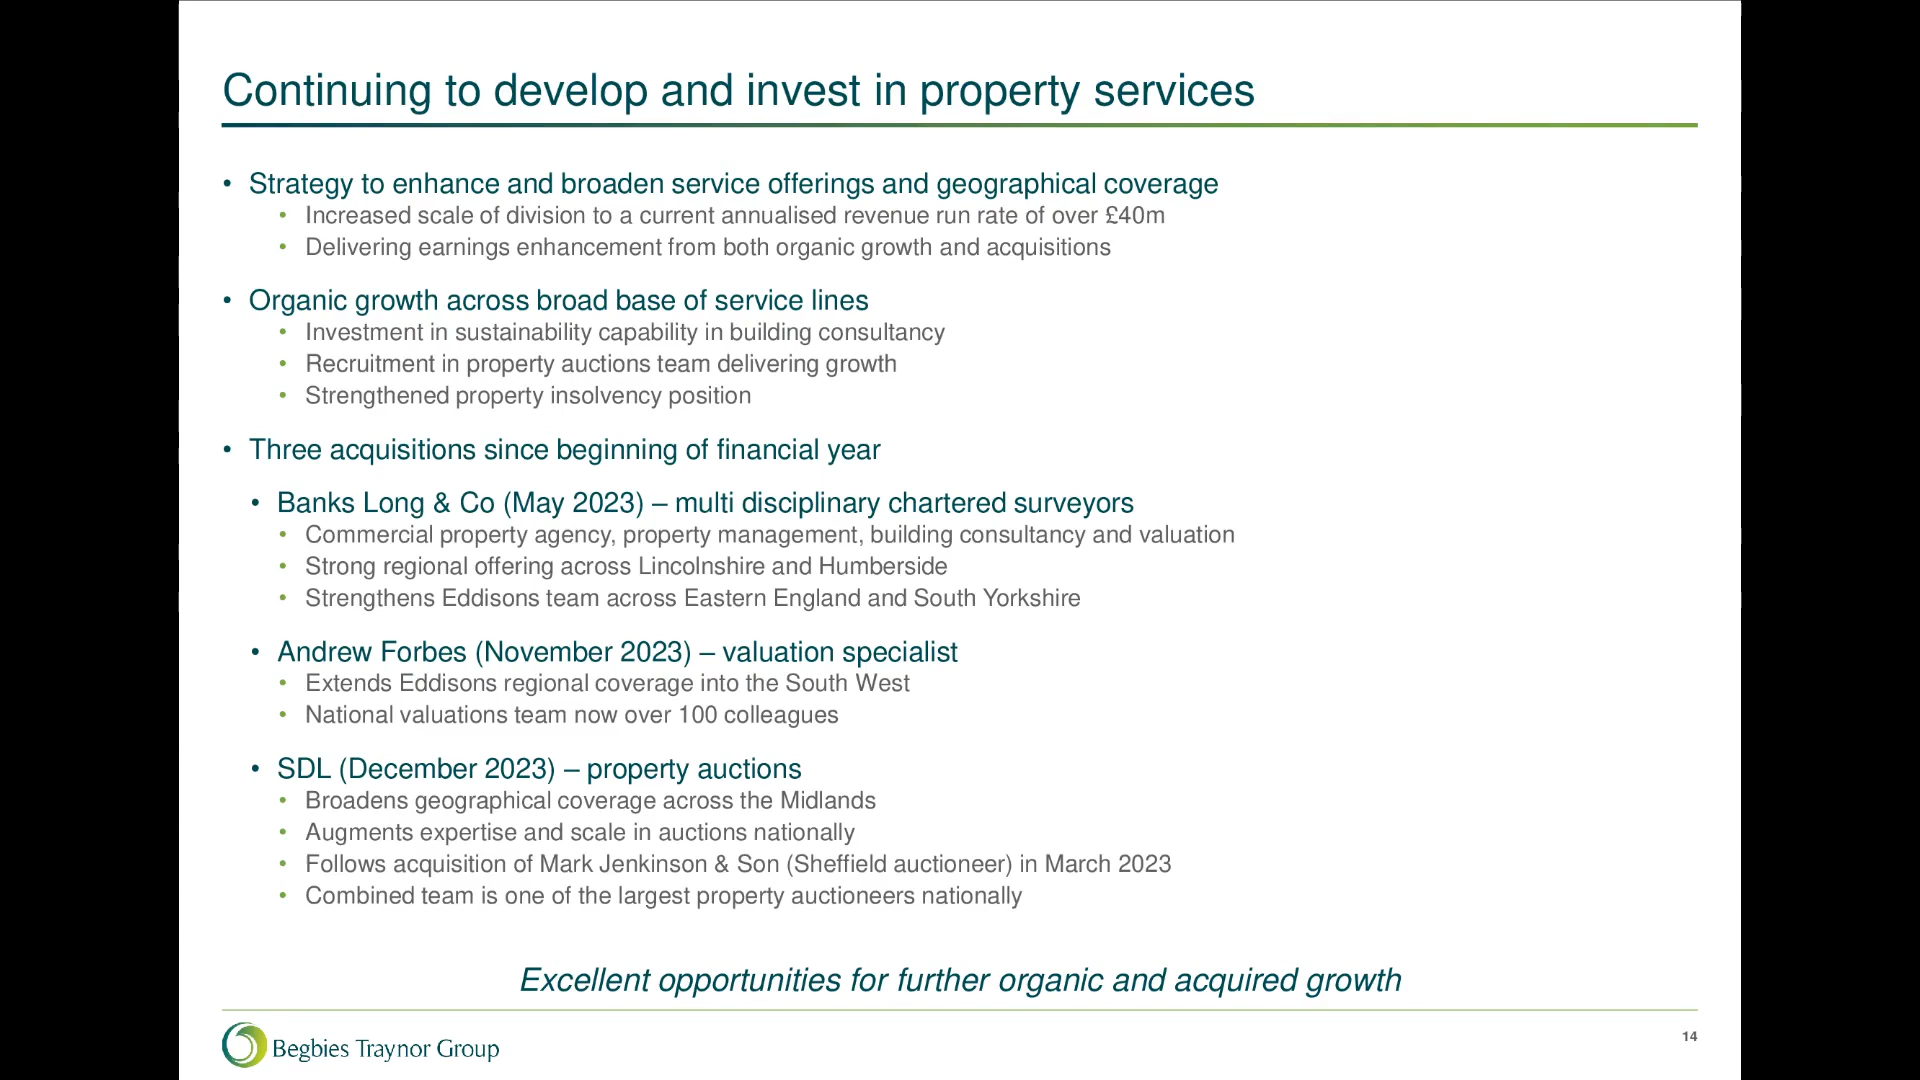 Continuing to develop and invest in property services
• Strategy to enhance and broaden service offerings and geographical coverage
• Increased scale of division to a current annualised revenue run rate of over £40m
• Delivering earnings enhancement from both organic growth and acquisitions
• Organic growth across broad base of service lines
• Investment in sustainability capability in building consultancy
• Recruitment in property auctions team delivering growth
• Strengthened property insolvency position
• Three acquisitions since beginning of financial year
• Banks Long & Co (May 2023) – multi disciplinary chartered surveyors
• Commercial property agency, property management, building consultancy and valuation
• Strong regional offering across Lincolnshire and Humberside
• Strengthens Eddisons team across Eastern England and South Yorkshire
• Andrew Forbes (November 2023) – valuation specialist
• Extends Eddisons regional coverage into the South West
• National valuations team now over 100 colleagues
• SDL (December 2023) – property auctions
• Broadens geographical coverage across the Midlands
• Augments expertise and scale in auctions nationally
• Follows acquisition of Mark Jenkinson & Son (Sheffield auctioneer) in March 2023
• Combined team is one of the largest property auctioneers nationally
Excellent opportunities for further organic and acquired growth
Begbies Traynor Group
14